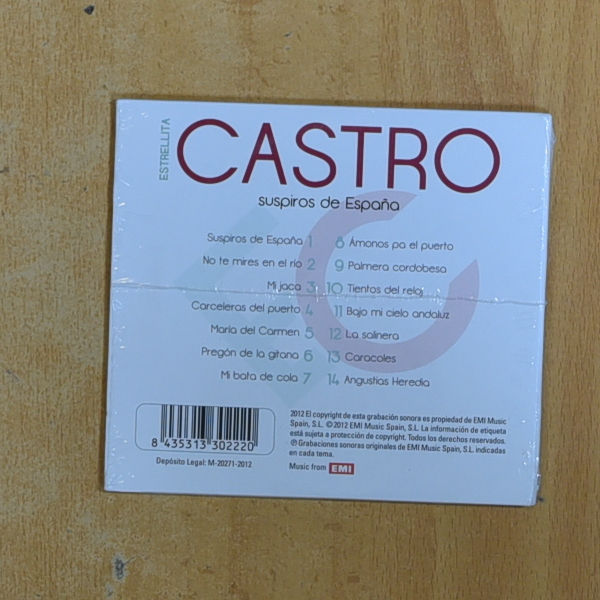 ESTRELLITA
CASTRO
suspiros de España
Suspiros de España 1
No te mires en el río 2
Mi jaca 3
Carceleras del puerto 4
María del Carmen 5
Pregón de la gitana 6
Mi bata de cola 7
8 Ámonos pa el puerto
9 Palmera cordobesa
10 Tientos del reloj
11 Bajo mi cielo andaluz
12 La salinera
13 Caracoles
14 Angustias Heredia
8 435313 302220
Depósito Legal: M-20271-2012
2012 El copyright de esta grabación sonora es propiedad de EMI Music
Spain, S.L. © 2012 EMI Music Spain, S.L. La información de etiqueta
está sujeta a protección de copyright. Todos los derechos reservados.
℗ Grabaciones sonoras originales de EMI Music Spain, S.L. indicadas
en cada tema.
Music from EMI